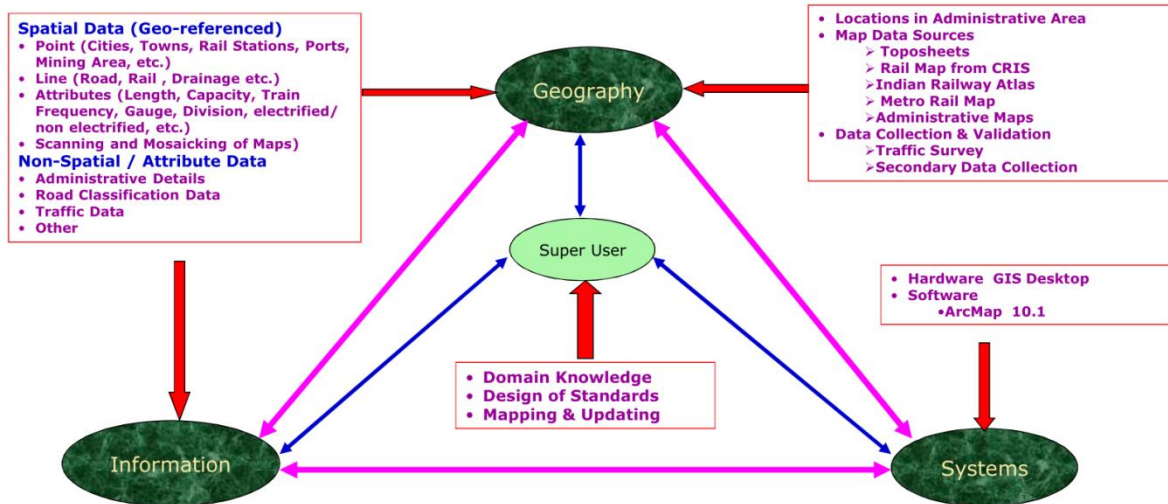 Spatial Data (Geo-referenced)
• Point (Cities, Towns, Rail Stations, Ports,
Mining Area, etc.)
• Line (Road, Rail , Drainage etc.)
• Attributes (Length, Capacity, Train
Frequency, Gauge, Division, electrified/
non electrified, etc.)
• Scanning and Mosaicking of Maps)
Non-Spatial / Attribute Data
• Administrative Details
• Road Classification Data
• Traffic Data
• Other
Geography
• Locations in Administrative Area
• Map Data Sources
➢ Toposheets
➢ Rail Map from CRIS
➢Indian Railway Atlas
➢ Metro Rail Map
➢Administrative Maps
• Data Collection & Validation
➢Traffic Survey
➢Secondary Data Collection
Super User
• Hardware GIS Desktop
• Software
•ArcMap 10.1
• Domain Knowledge
• Design of Standards
• Mapping & Updating
Information
Systems